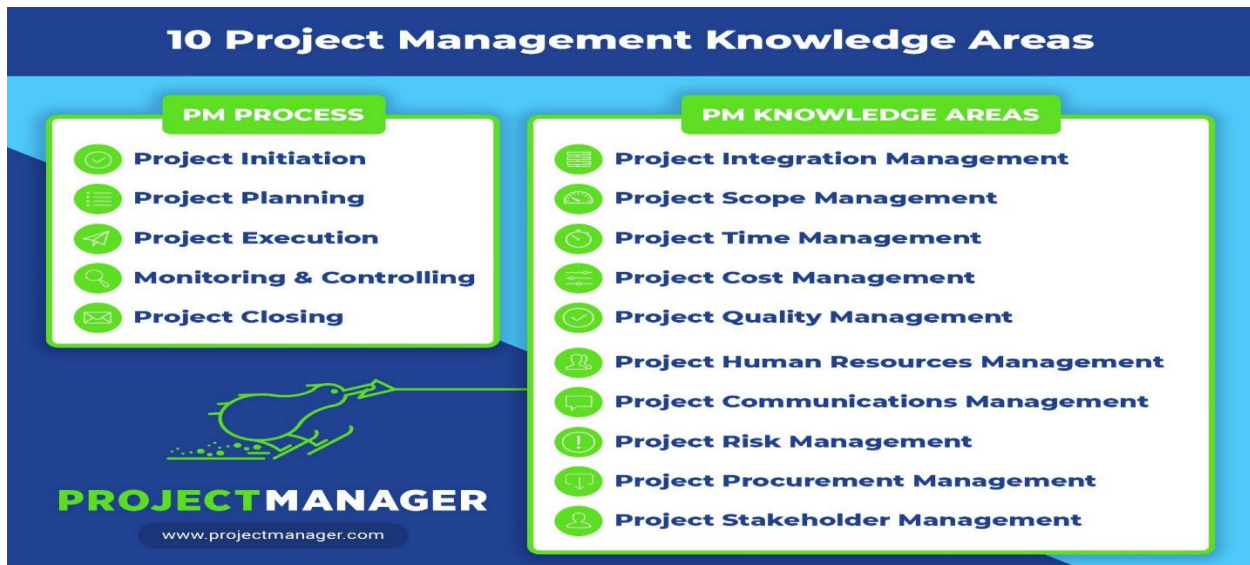 10 Project Management Knowledge Areas
PM PROCESS
Project Initiation
Project Planning
Project Execution
Monitoring & Controlling
Project Closing
PROJECTMANAGER
www.projectmanager.com
PM KNOWLEDGE AREAS
Project Integration Management
Project Scope Management
Project Time Management
Project Cost Management
Project Quality Management
Project Human Resources Management
Project Communications Management
Project Risk Management
Project Procurement Management
Project Stakeholder Management